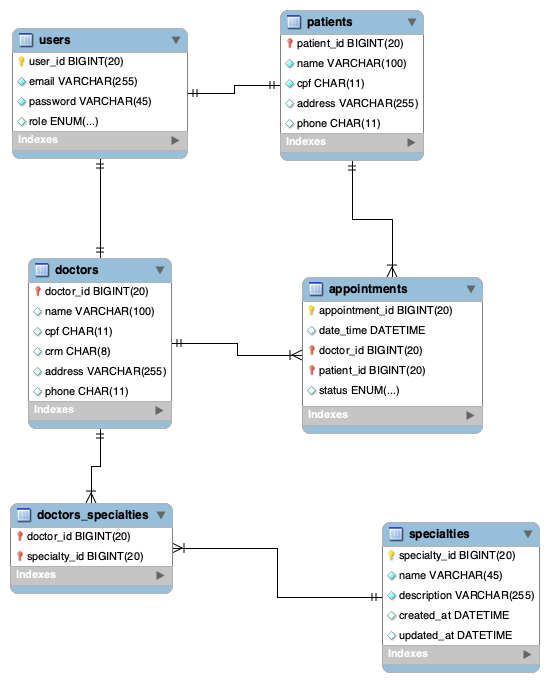 users
user_id BIGINT(20)
email VARCHAR(255)
password VARCHAR(45)
role ENUM(...)
Indexes
patients
patient_id BIGINT(20)
name VARCHAR(100)
cpf CHAR(11)
address VARCHAR(255)
phone CHAR(11)
Indexes
doctors
doctor_id BIGINT(20)
name VARCHAR(100)
cpf CHAR(11)
crm CHAR(8)
address VARCHAR(255)
phone CHAR(11)
Indexes
appointments
appointment_id BIGINT(20)
date_time DATETIME
doctor_id BIGINT(20)
patient_id BIGINT(20)
status ENUM(...)
Indexes
doctors_specialties
doctor_id BIGINT(20)
specialty_id BIGINT(20)
Indexes
specialties
specialty_id BIGINT(20)
name VARCHAR(45)
description VARCHAR(255)
created_at DATETIME
updated_at DATETIME
Indexes